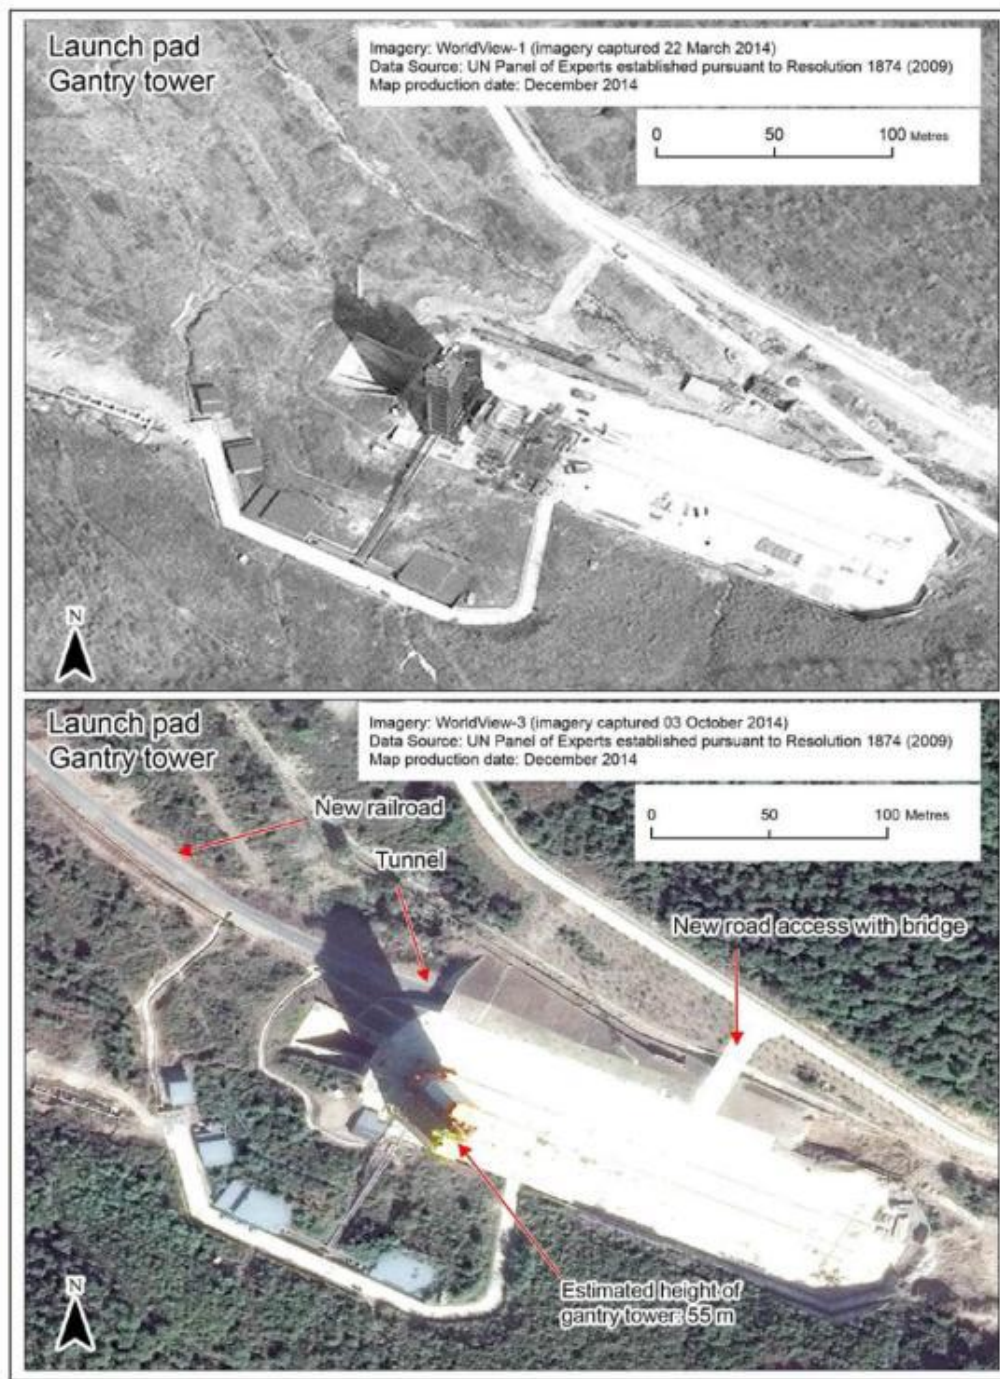 Launch pad
Gantry tower
Imagery: WorldView-1 (imagery captured 22 March 2014)
Data Source: UN Panel of Experts established pursuant to Resolution 1874 (2009)
Map production date: December 2014
0 50 100 Metres
N
Launch pad
Gantry tower
Imagery: WorldView-3 (imagery captured 03 October 2014)
Data Source: UN Panel of Experts established pursuant to Resolution 1874 (2009)
Map production date: December 2014
0 50 100 Metres
New railroad
Tunnel
New road access with bridge
N
Estimated height of
gantry tower: 55 m